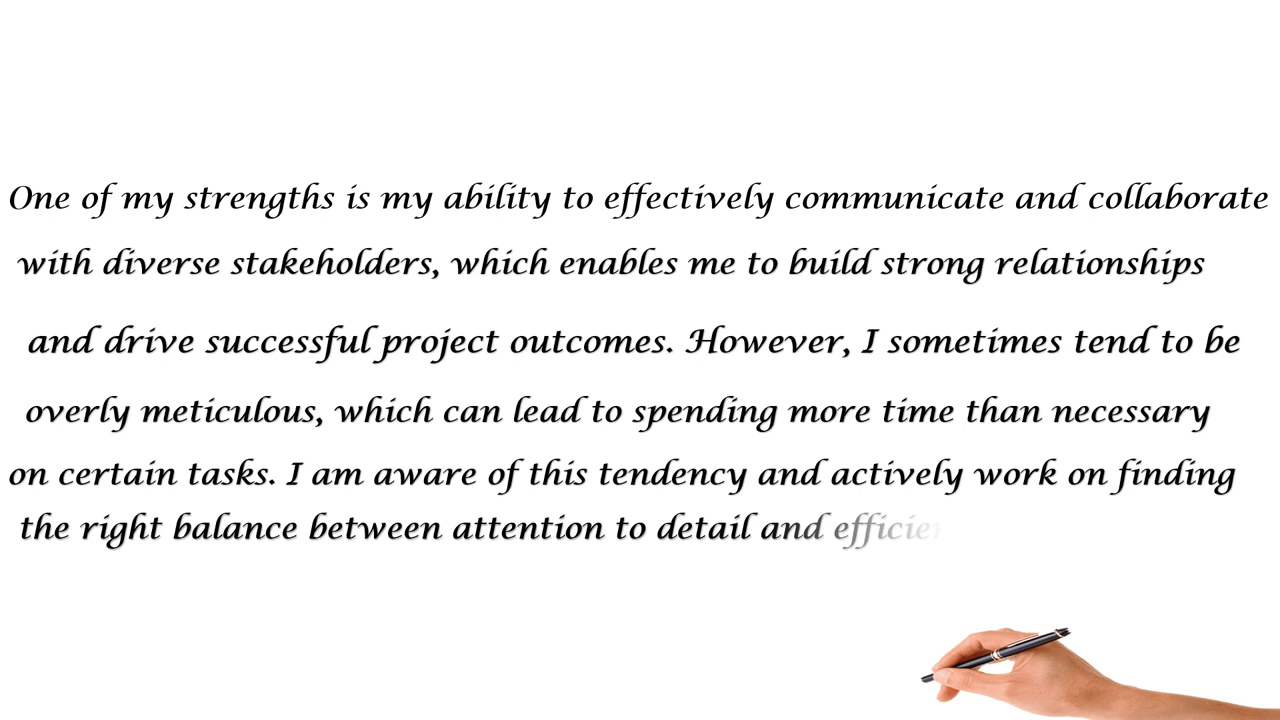 One of my strengths is my ability to effectively communicate and collaborate
with diverse stakeholders, which enables me to build strong relationships
and drive successful project outcomes. However, I sometimes tend to be
overly meticulous, which can lead to spending more time than necessary
on certain tasks. I am aware of this tendency and actively work on finding
the right balance between attention to detail and